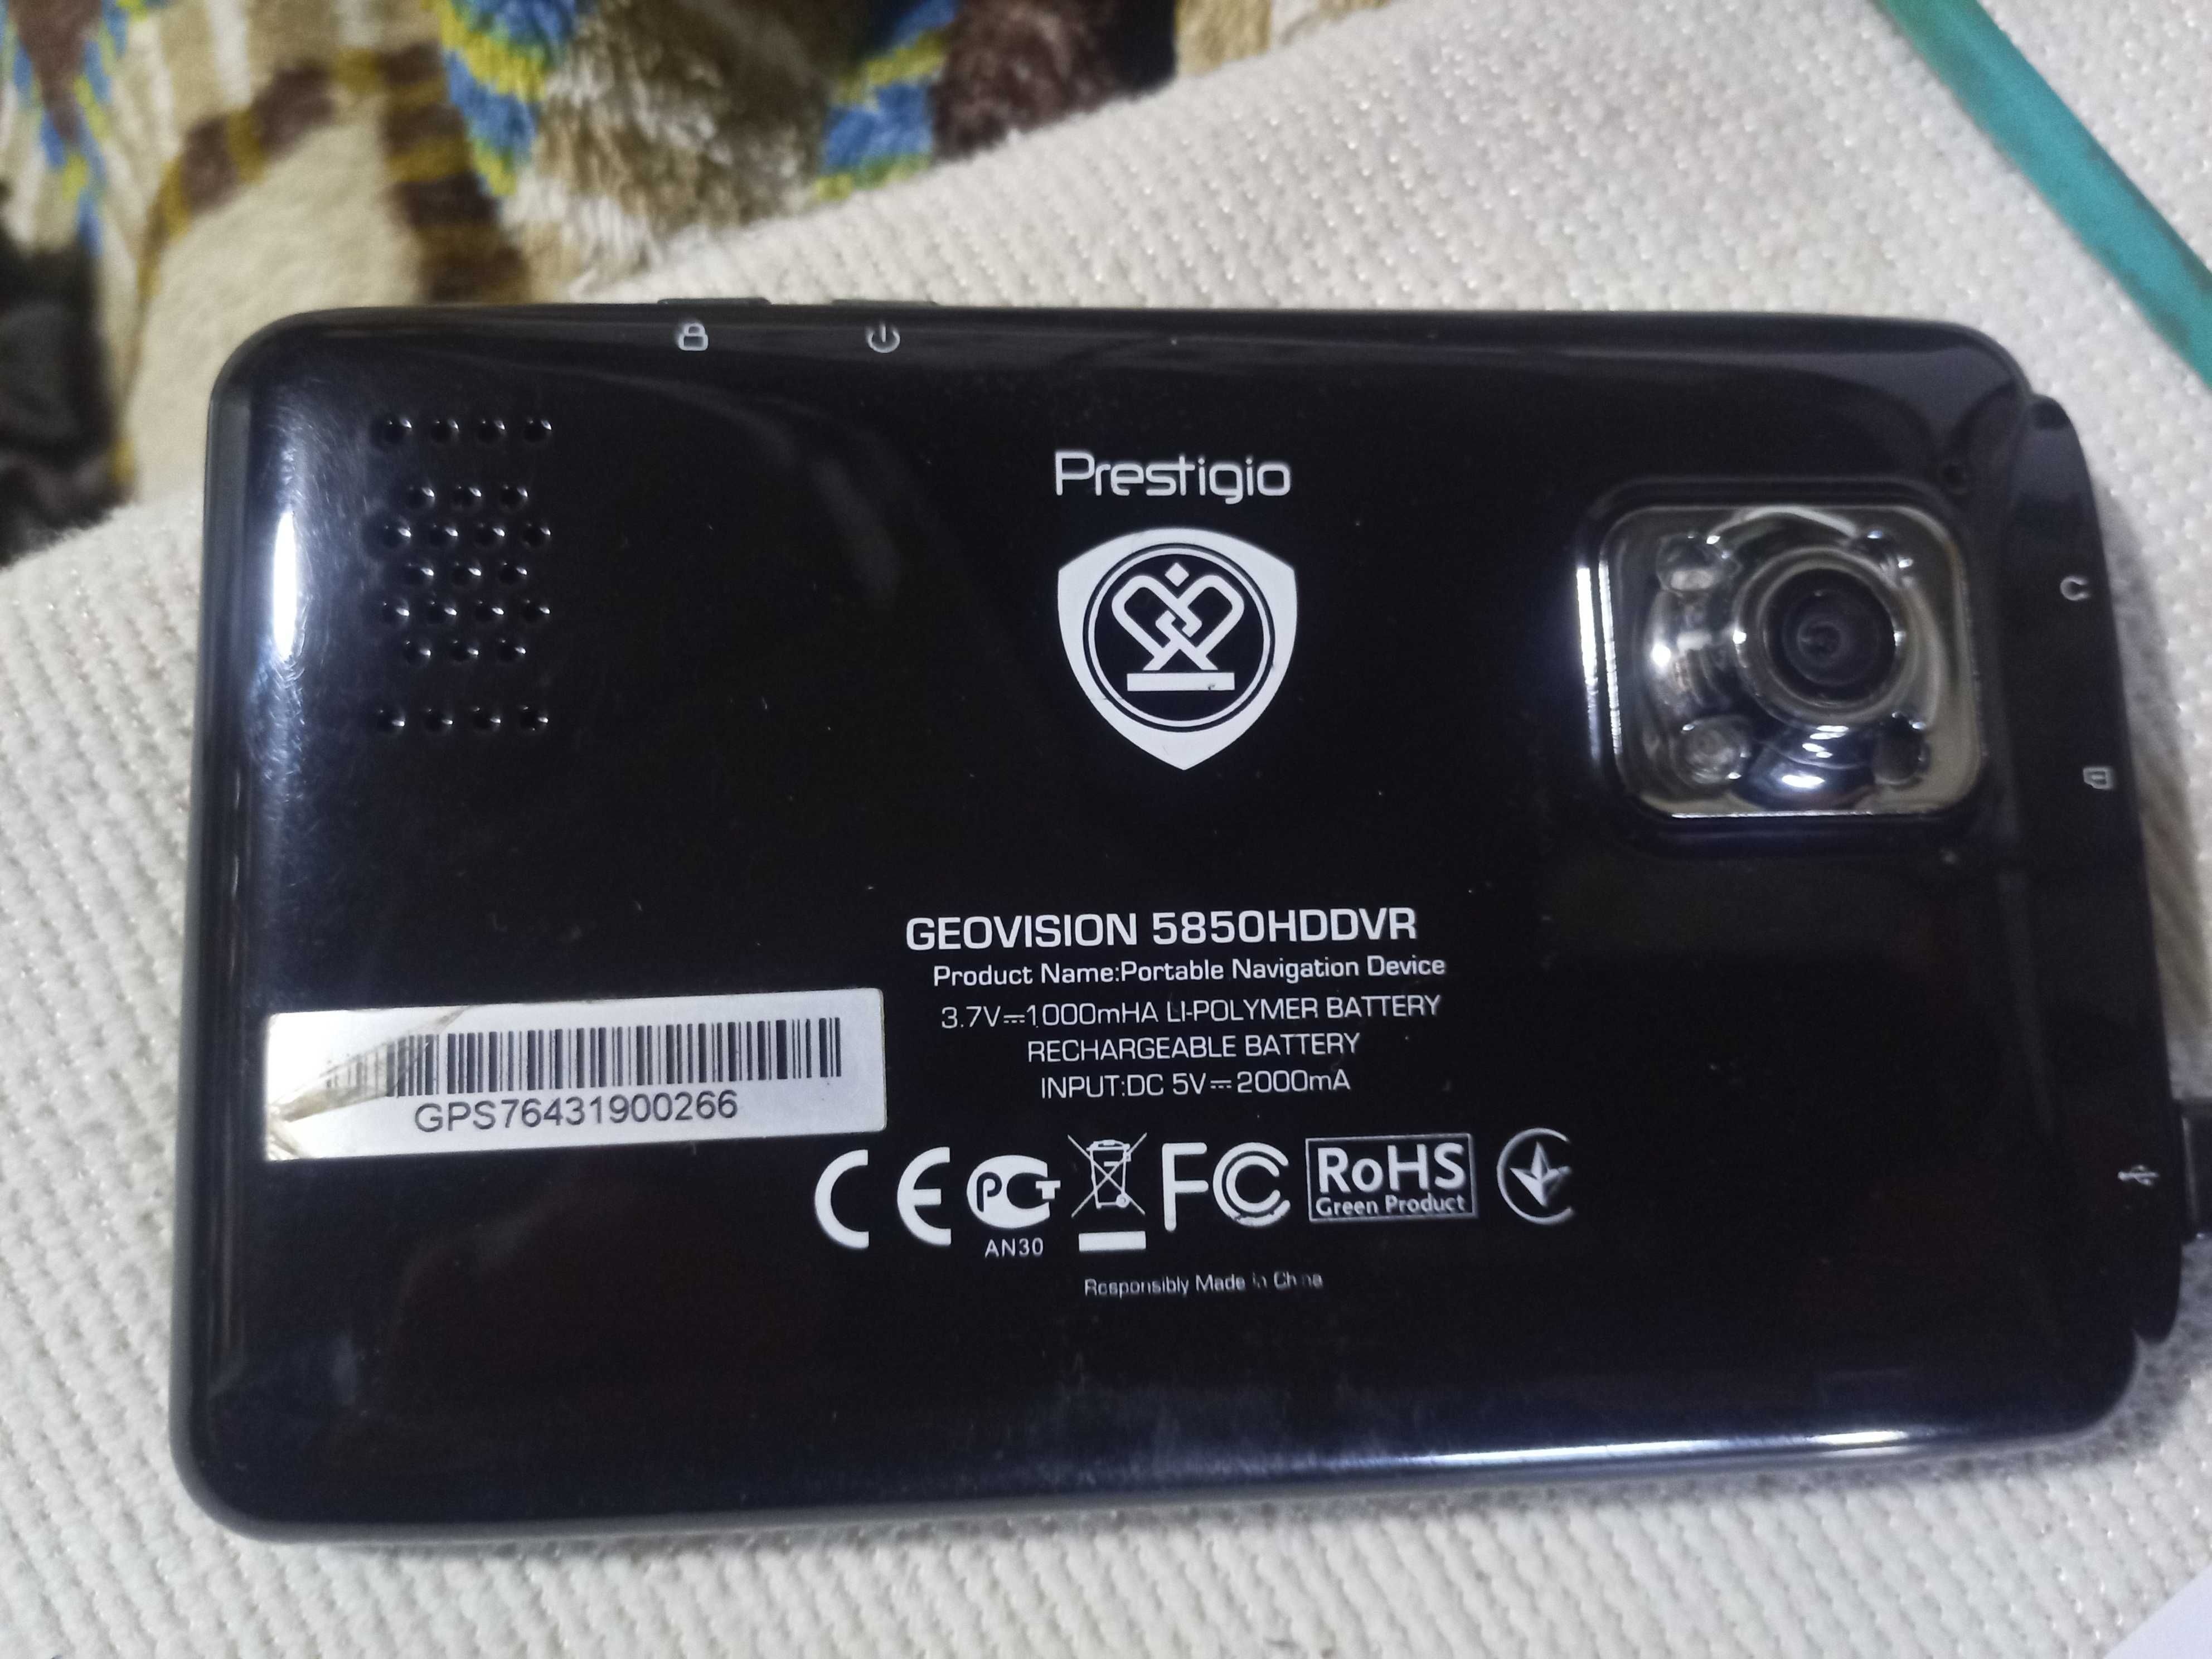 Prestigio
GEOVISION 5850HDDVR
Product Name:Portable Navigation Device
3.7V⎓1000mHA LI-POLYMER BATTERY
RECHARGEABLE BATTERY
INPUT:DC 5V⎓2000mA
GPS76431900266
CE PCT FC RoHS
Green Product
AN30
Responsibly Made in China